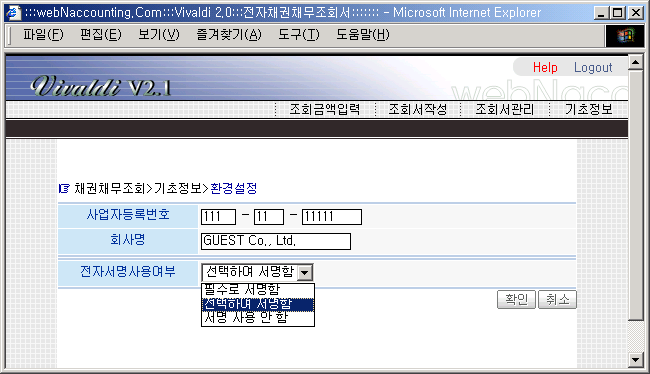 :::webNaccounting.Com:::Vivaldi 2.0:::전자채권채무조회서::::::: - Microsoft Internet Explorer
파일(F) 편집(E) 보기(V) 즐겨찾기(A) 도구(T) 도움말(H)
Help Logout
Vivaldi V2.1
webNacco
조회금액입력 조회서작성 조회서관리 기초정보
☞ 채권채무조회>기초정보>환경설정
사업자등록번호 111 - 11 - 11111
회사명 GUEST Co., Ltd.
전자서명사용여부 선택하며 서명함
필수로 서명함
선택하며 서명함
서명 사용 안 함
확인 취소